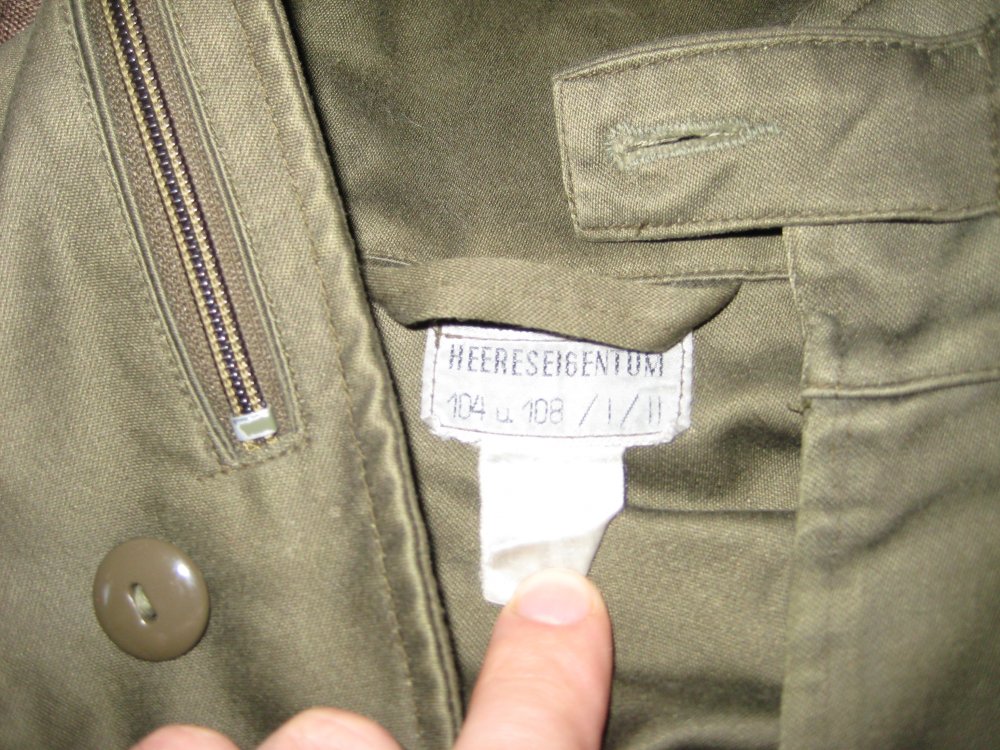 HEERESEIGENTUM
104 u 108 / I / II